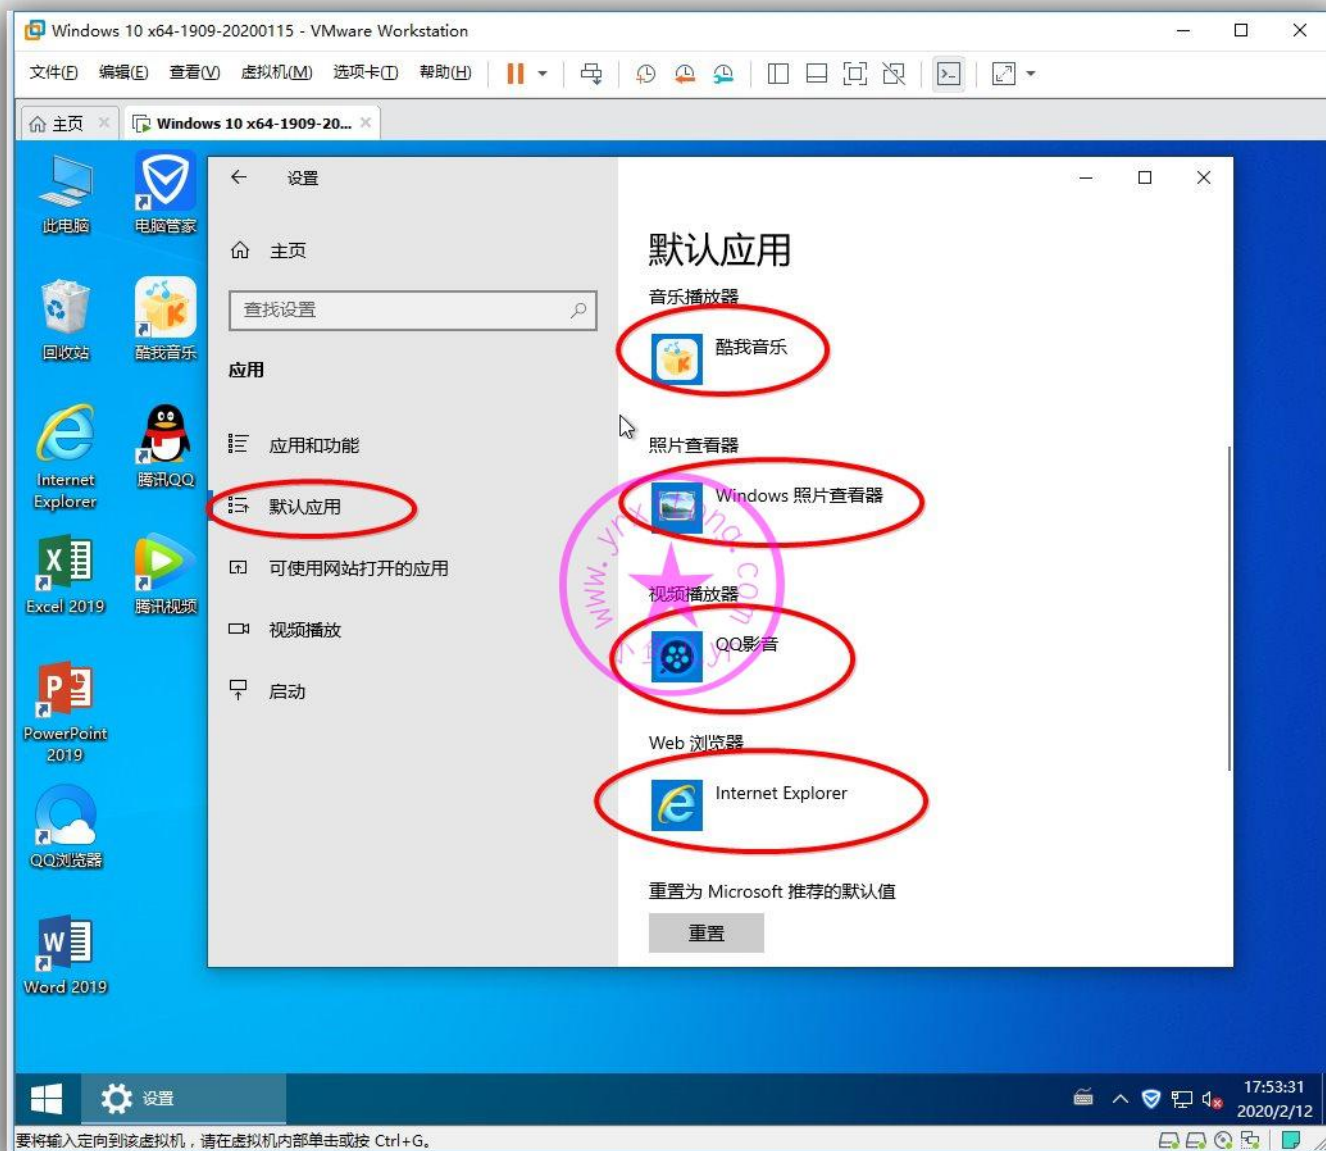 Windows 10 x64-1909-20200115 - VMware Workstation
文件(F) 编辑(E) 查看(V) 虚拟机(M) 选项卡(T) 帮助(H)
主页
Windows 10 x64-1909-20...
此电脑
电脑管家
回收站
酷我音乐
Internet Explorer
腾讯QQ
Excel 2019
腾讯视频
PowerPoint 2019
QQ浏览器
Word 2019
设置
主页
查找设置
应用
应用和功能
默认应用
可使用网站打开的应用
视频播放
启动
默认应用
音乐播放器
酷我音乐
照片查看器
Windows 照片查看器
视频播放器
QQ影音
Web 浏览器
Internet Explorer
重置为 Microsoft 推荐的默认值
重置
设置
17:53:31
2020/2/12
要将输入定向到该虚拟机，请在虚拟机内部单击或按 Ctrl+G。